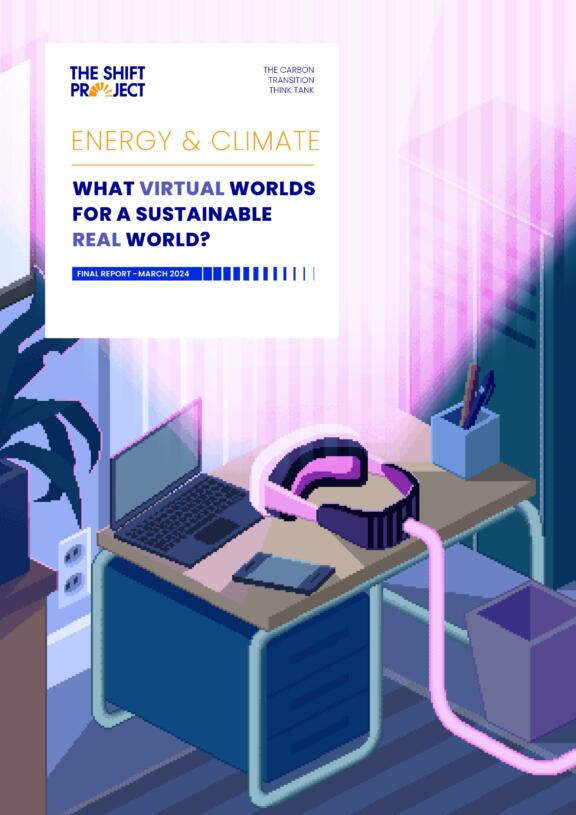 THE SHIFT
PROJECT
THE CARBON
TRANSITION
THINK TANK
ENERGY & CLIMATE
WHAT VIRTUAL WORLDS
FOR A SUSTAINABLE
REAL WORLD?
FINAL REPORT - MARCH 2024